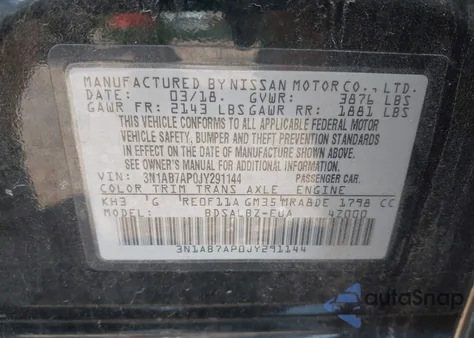 MANUFACTURED BY NISSAN MOTOR CO., LTD.
DATE: 03/18. GVWR: 3876 LBS
GAWR FR: 2143 LBS GAWR RR: 1881 LBS
THIS VEHICLE CONFORMS TO ALL APPLICABLE FEDERAL MOTOR
VEHICLE SAFETY, BUMPER AND THEFT PREVENTION STANDARDS
IN EFFECT ON THE DATE OF MANUFACTURE SHOWN ABOVE.
SEE OWNER'S MANUAL FOR ADDITIONAL INFORMATION.
VIN: 3N1AB7AP0JY291144 PASSENGER CAR.
COLOR TRIM TRANS AXLE ENGINE
KH3 'G RE0F11A GM35 MRA8DE 1798 CC
MODEL: BDSALBZ-EUA 47000
3N1AB7AP0JY291144
AutoSnap